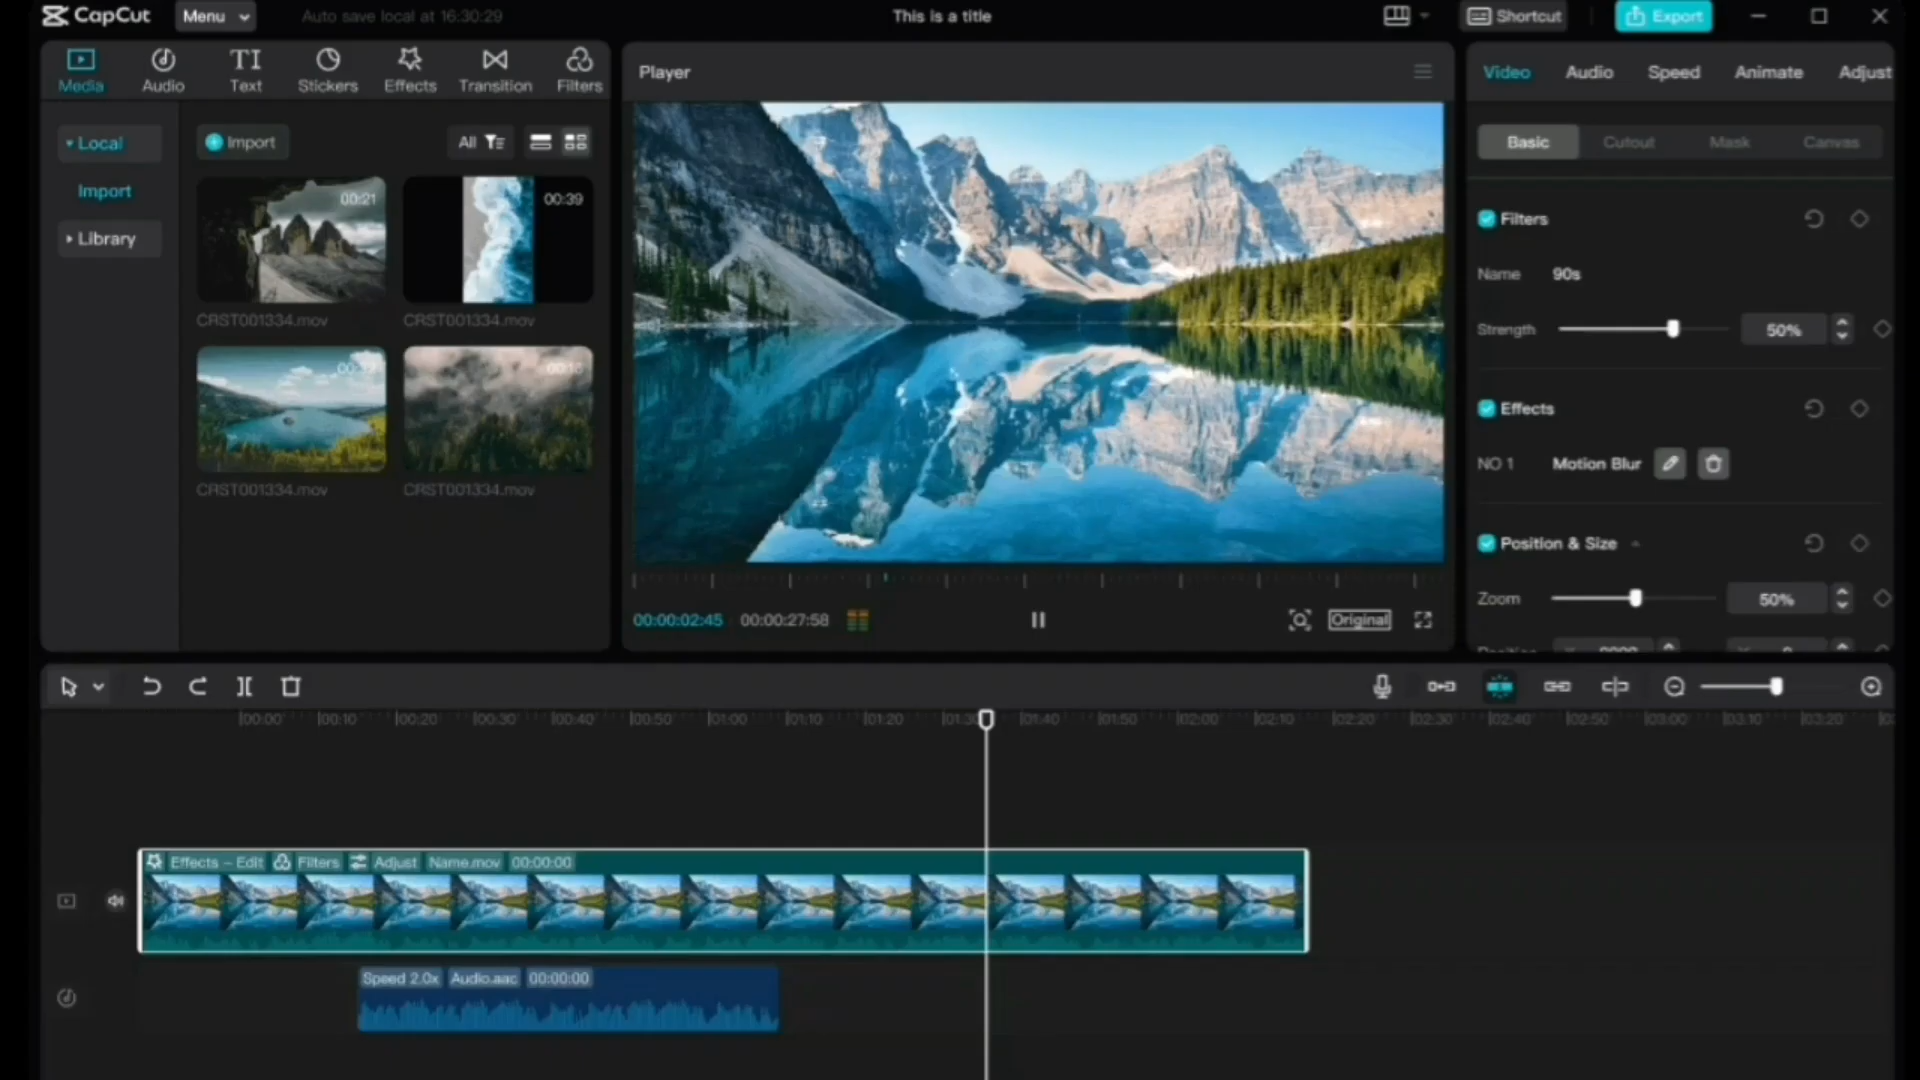 CapCut
Menu
Auto save local at 16:30:29
This is a title
Shortcut
Export
Media
Audio
Text
Stickers
Effects
Transition
Filters
Local
Import
Library
Import
All
00:21
00:39
CRST001334.mov
CRST001334.mov
CRST001334.mov
CRST001334.mov
Player
00:00:02:45
00:00:27:58
Original
Video
Audio
Speed
Animate
Adjust
Basic
Cutout
Mask
Canvas
Filters
Name 90s
Strength 50%
Effects
NO 1 Motion Blur
Position & Size
Zoom 50%
00:00 00:10 00:20 00:30 00:40 00:50 01:00 01:10 01:20 01:30 01:40 01:50 02:00 02:10 02:20 02:30 02:40 02:50 03:00 03:10 03:20
Effects – Edit Filters Adjust Name.mov 00:00:00
Speed 2.0x Audio.aac 00:00:00